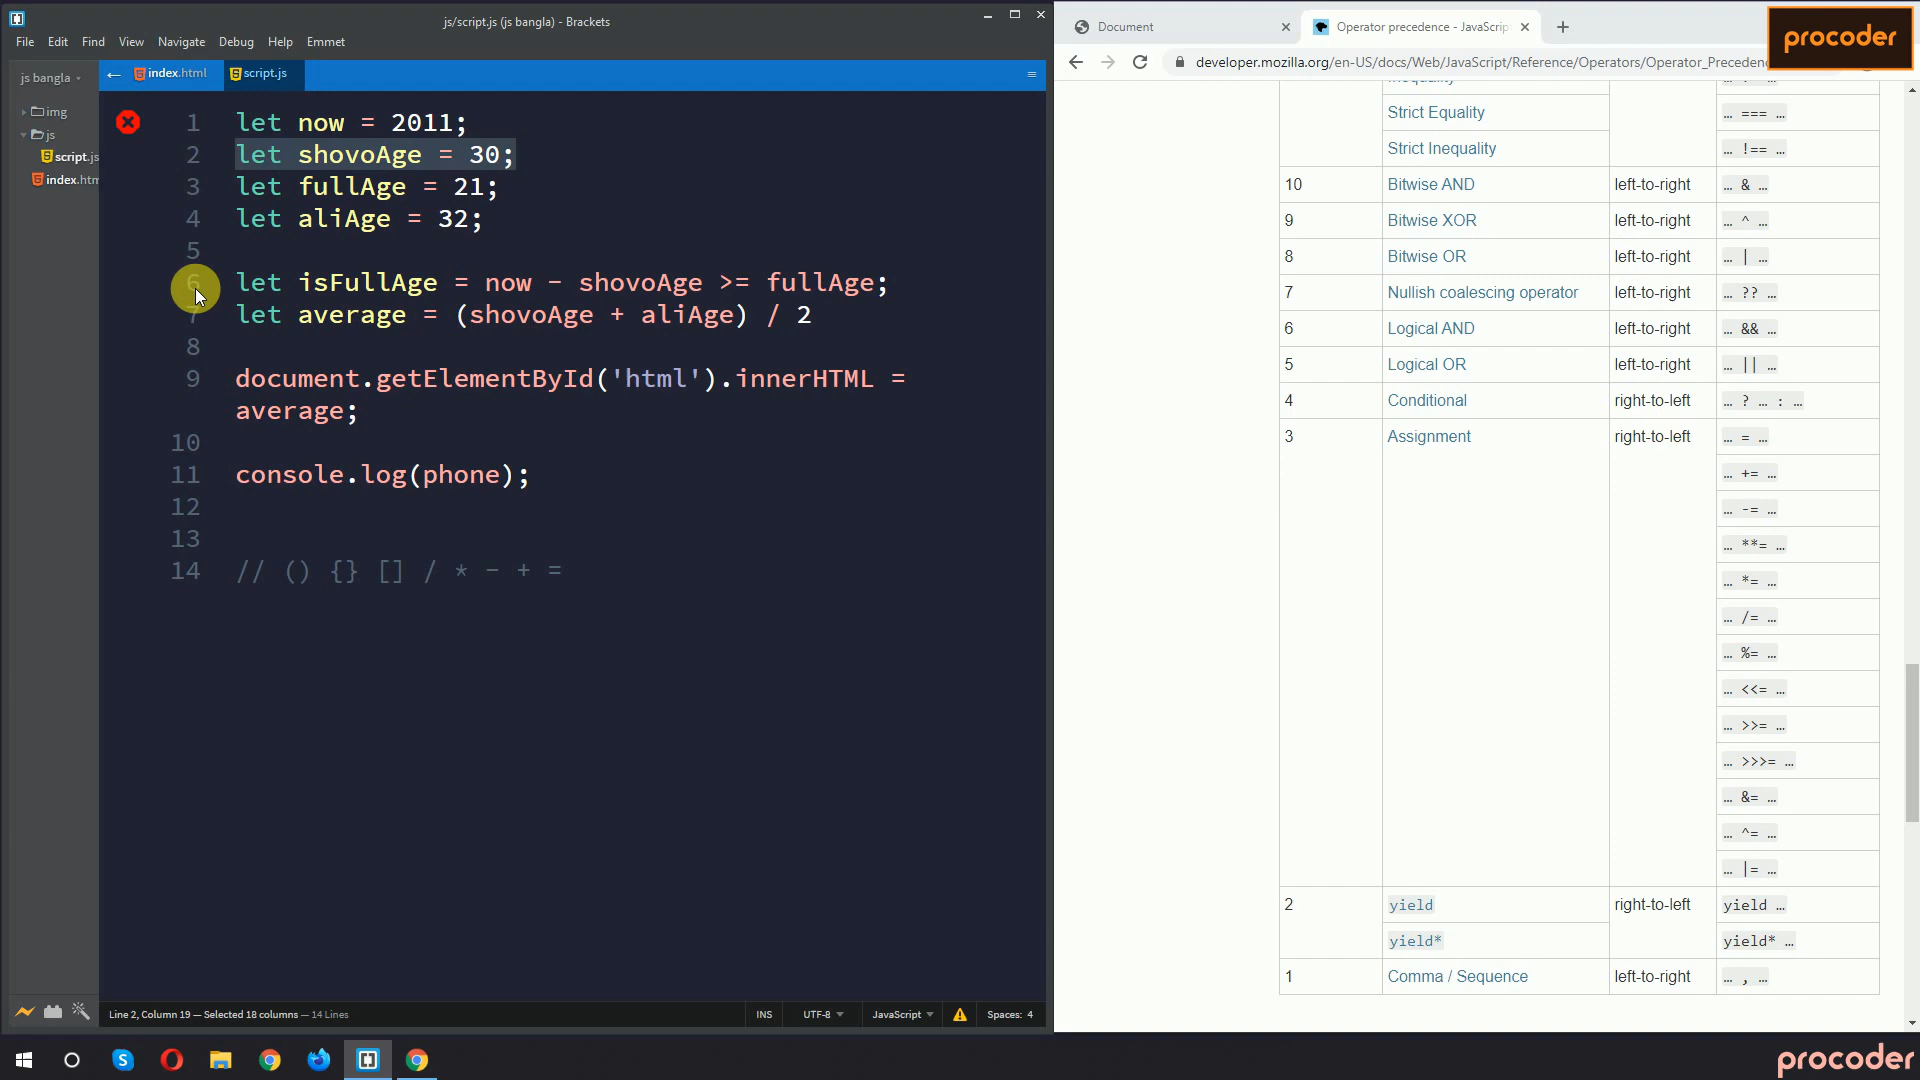 js/script.js (js bangla) - Brackets
File Edit Find View Navigate Debug Help Emmet
js bangla
img
js
script.js
index.htm
index.html script.js
1 let now = 2011;
2 let shovoAge = 30;
3 let fullAge = 21;
4 let aliAge = 32;
5
6 let isFullAge = now - shovoAge >= fullAge;
7 let average = (shovoAge + aliAge) / 2
8
9 document.getElementById('html').innerHTML =
average;
10
11 console.log(phone);
12
13
14 // () {} [] / * - + =
Line 2, Column 19 — Selected 18 columns — 14 Lines
INS UTF-8 JavaScript Spaces: 4
Document
Operator precedence - JavaScrip
procoder
developer.mozilla.org/en-US/docs/Web/JavaScript/Reference/Operators/Operator_Preceden
Inequality
Strict Equality … === …
Strict Inequality … !== …
10 Bitwise AND left-to-right … & …
9 Bitwise XOR left-to-right … ^ …
8 Bitwise OR left-to-right … | …
7 Nullish coalescing operator left-to-right … ?? …
6 Logical AND left-to-right … && …
5 Logical OR left-to-right … || …
4 Conditional right-to-left … ? … : …
3 Assignment right-to-left … = …
… += …
… -= …
… **= …
… *= …
… /= …
… %= …
… <<= …
… >>= …
… >>>= …
… &= …
… ^= …
… |= …
2 yield right-to-left yield …
yield* yield* …
1 Comma / Sequence left-to-right … , …
procoder